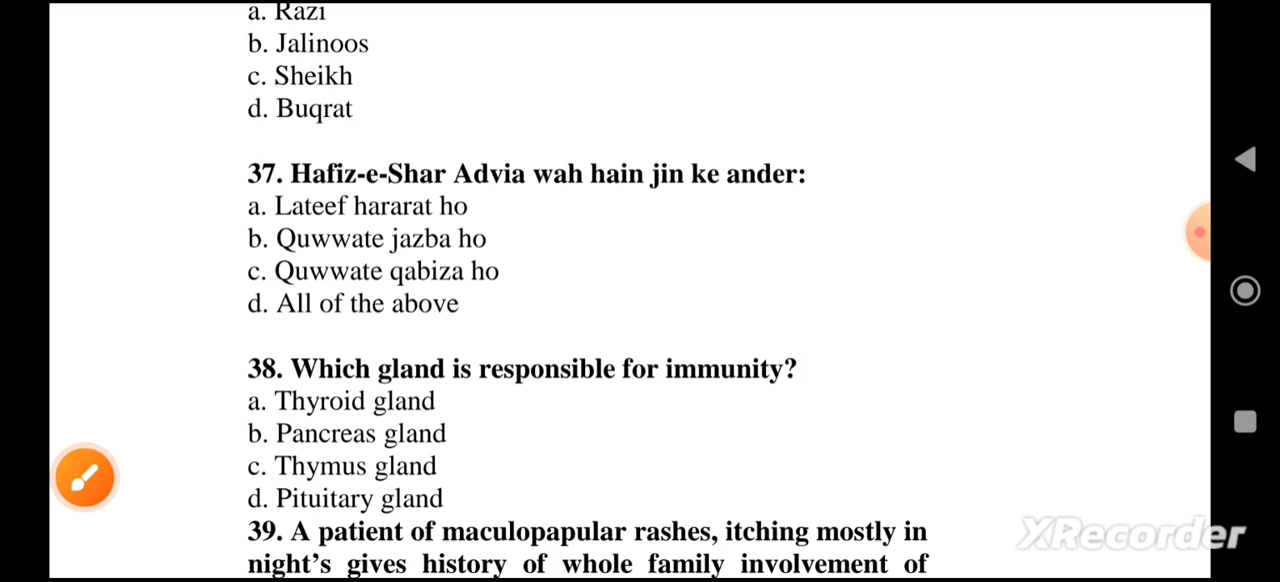 a. Razi
b. Jalinoos
c. Sheikh
d. Buqrat
37. Hafiz-e-Shar Advia wah hain jin ke ander:
a. Lateef hararat ho
b. Quwwate jazba ho
c. Quwwate qabiza ho
d. All of the above
38. Which gland is responsible for immunity?
a. Thyroid gland
b. Pancreas gland
c. Thymus gland
d. Pituitary gland
39. A patient of maculopapular rashes, itching mostly in
night's gives history of whole family involvement of
XRecorder